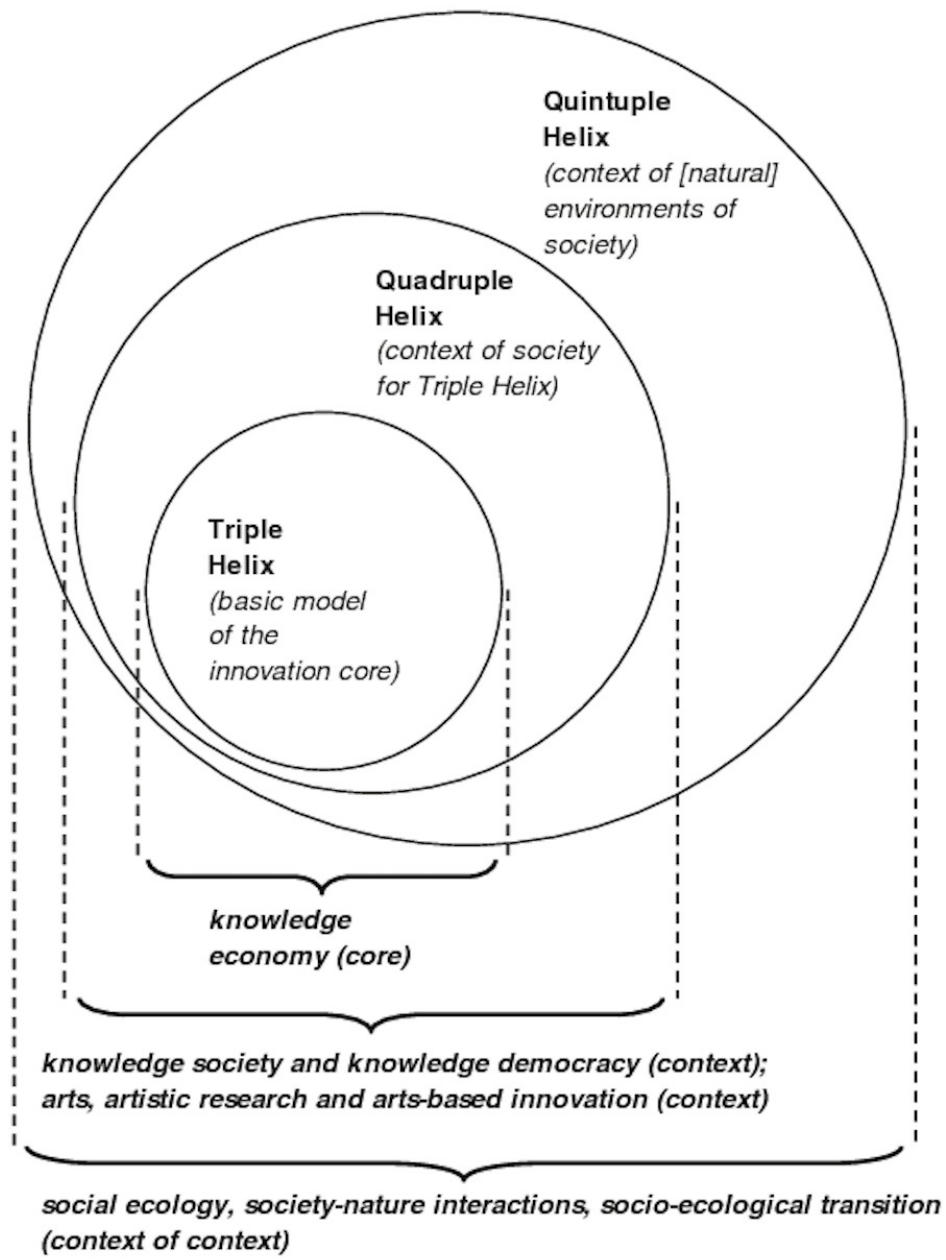 Quintuple
Helix
(context of [natural]
environments of
society)
Quadruple
Helix
(context of society
for Triple Helix)
Triple
Helix
(basic model
of the
innovation core)
knowledge
economy (core)
knowledge society and knowledge democracy (context);
arts, artistic research and arts-based innovation (context)
social ecology, society-nature interactions, socio-ecological transition
(context of context)